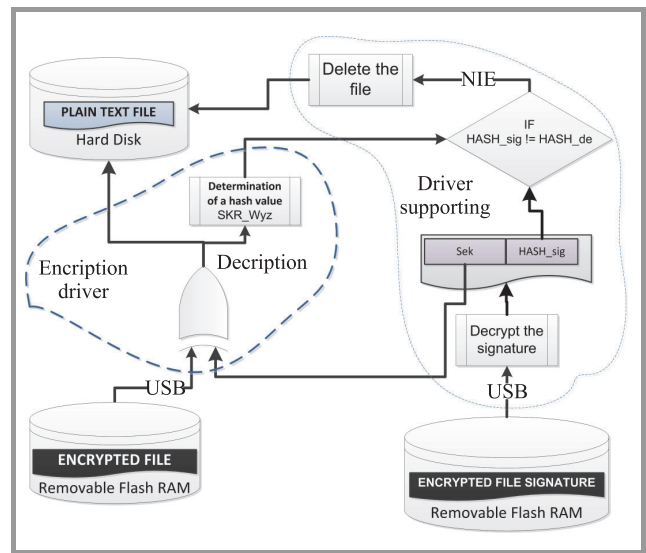 Delete the
file
NIE
PLAIN TEXT FILE
Hard Disk
IF
HASH_sig != HASH_de
Determination
of a hash value
SKR_Wyz
Driver
supporting
Encription
driver
Decription
Sek
HASH_sig
Decrypt the
signature
USB
USB
ENCRYPTED FILE
Removable Flash RAM
ENCRYPTED FILE SIGNATURE
Removable Flash RAM